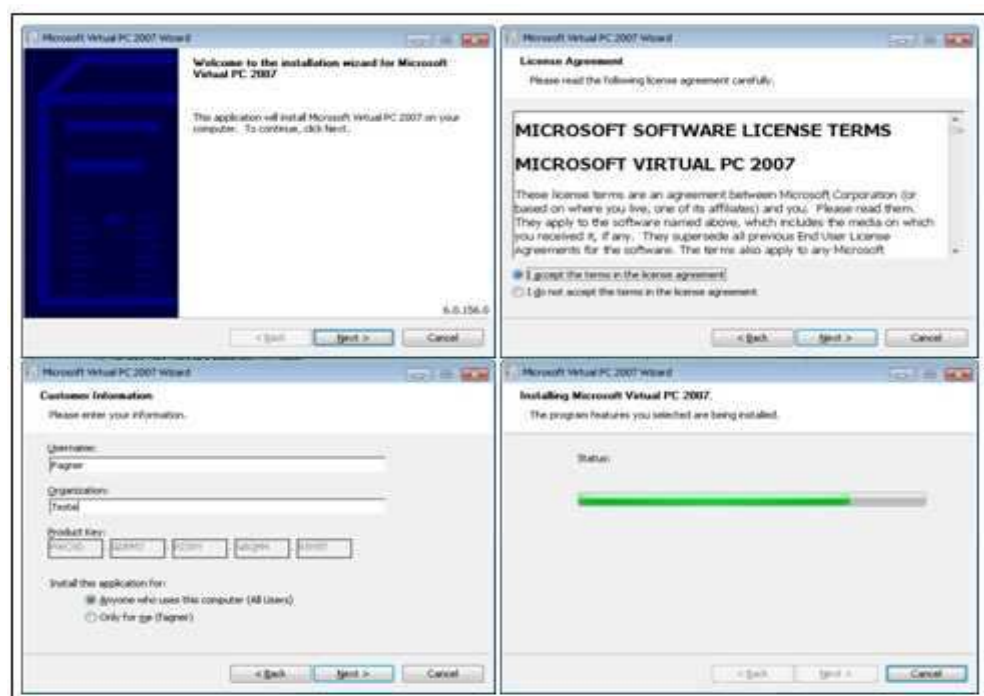 Microsoft Virtual PC 2007 Wizard
Welcome to the installation wizard for Microsoft
Virtual PC 2007
This application will install Microsoft Virtual PC 2007 on your
computer. To continue, click Next.
6.0.156.0
< Back
Next >
Cancel
Microsoft Virtual PC 2007 Wizard
License Agreement
Please read the following license agreement carefully.
MICROSOFT SOFTWARE LICENSE TERMS
MICROSOFT VIRTUAL PC 2007
These license terms are an agreement between Microsoft Corporation (or
based on where you live, one of its affiliates) and you. Please read them.
They apply to the software named above, which includes the media on which
you received it, if any. They supersede all previous End User License
Agreements for the software. The terms also apply to any Microsoft
I accept the terms in the license agreement
I do not accept the terms in the license agreement
< Back
Next >
Cancel
Microsoft Virtual PC 2007 Wizard
Customer Information
Please enter your information.
Username:
Fagner
Organization:
Teste
Product Key:
Install this application for:
Anyone who uses this computer (All Users)
Only for me (Fagner)
< Back
Next >
Cancel
Microsoft Virtual PC 2007 Wizard
Installing Microsoft Virtual PC 2007.
The program features you selected are being installed.
Status:
< Back
Next >
Cancel